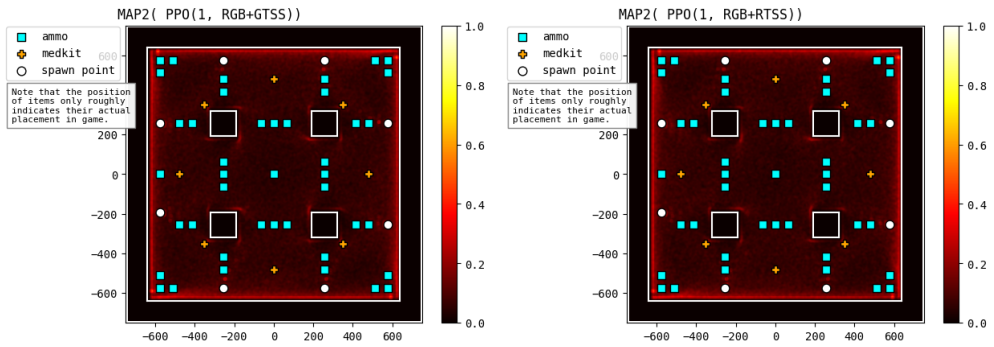 MAP2( PPO(1, RGB+GTSS))
ammo
medkit
spawn point
Note that the position
of items only roughly
indicates their actual
placement in game.
600
200
0
−200
−400
−600
−600
−400
−200
0
200
400
600
1.0
0.8
0.6
0.4
0.2
0.0
MAP2( PPO(1, RGB+RTSS))
ammo
medkit
spawn point
Note that the position
of items only roughly
indicates their actual
placement in game.
600
200
0
−200
−400
−600
−600
−400
−200
0
200
400
600
1.0
0.8
0.6
0.4
0.2
0.0